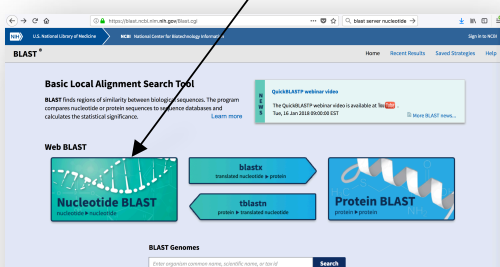 https://blast.ncbi.nlm.nih.gov/Blast.cgi
blast server nucleotide
NIH U.S. National Library of Medicine NCBI National Center for Biotechnology Information Sign in to NCBI
BLAST ® Home Recent Results Saved Strategies Help
Basic Local Alignment Search Tool
BLAST finds regions of similarity between biological sequences. The program
compares nucleotide or protein sequences to sequence databases and
calculates the statistical significance. Learn more
NEWS
QuickBLASTP webinar video
The QuickBLASTP webinar video is available at YouTube
Tue, 16 Jan 2018 09:00:00 EST
More BLAST news...
Web BLAST
Nucleotide BLAST
nucleotide ▸ nucleotide
blastx
translated nucleotide ▸ protein
tblastn
protein ▸ translated nucleotide
Protein BLAST
protein ▸ protein
BLAST Genomes
Enter organism common name, scientific name, or tax id
Search